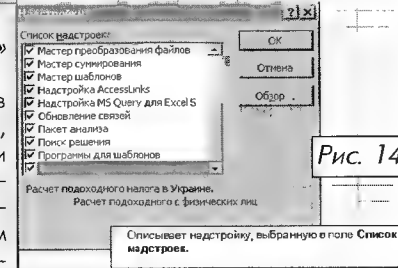 Список надстроек:
Мастер преобразования файлов
Мастер суммирования
Мастер шаблонов
Надстройка AccessLinks
Надстройка MS Query для Excel 5
Обновление связей
Пакет анализа
Поиск решения
Программы для шаблонов
OK
Отмена
Обзор
Расчет подоходного налога в Украине.
Расчет подоходного с физических лиц
Рис. 14
Описывает надстройку, выбранную в поле Список
надстроек.